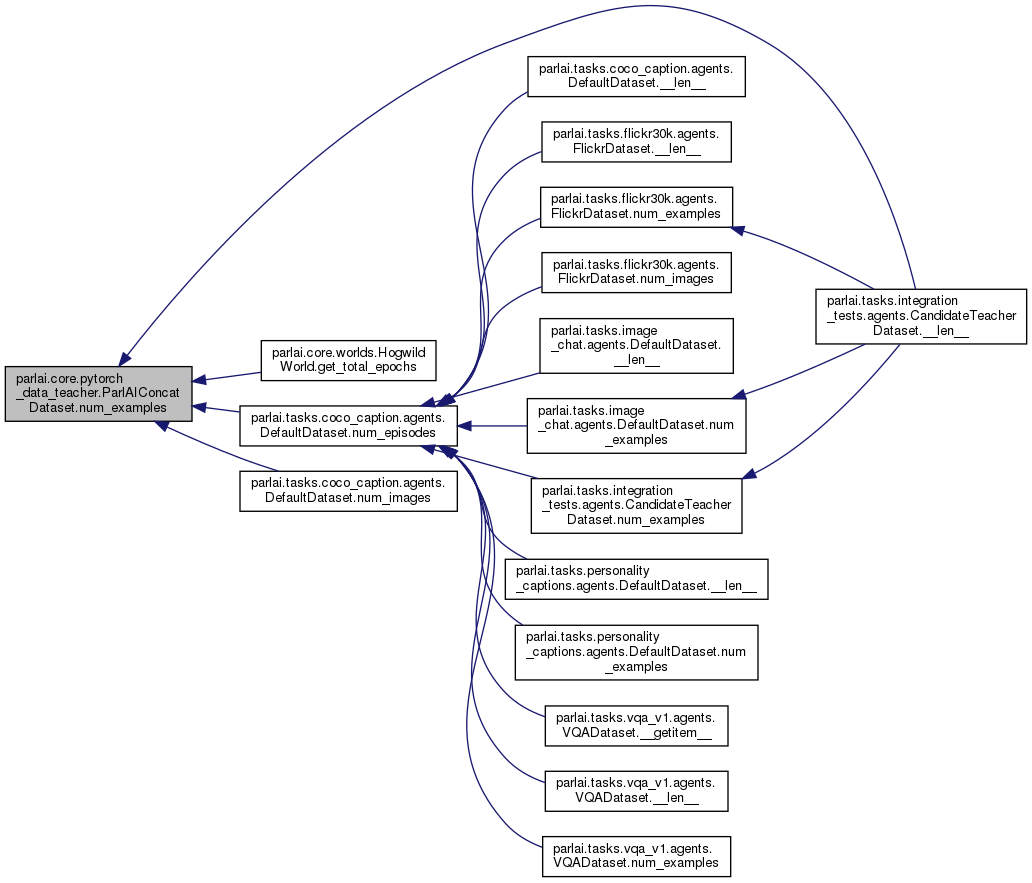 parlai.core.pytorch
_data_teacher.ParlAIConcat
Dataset.num_examples
parlai.core.worlds.Hogwild
World.get_total_epochs
parlai.tasks.coco_caption.agents.
DefaultDataset.num_episodes
parlai.tasks.coco_caption.agents.
DefaultDataset.num_images
parlai.tasks.coco_caption.agents.
DefaultDataset.__len__
parlai.tasks.flickr30k.agents.
FlickrDataset.__len__
parlai.tasks.flickr30k.agents.
FlickrDataset.num_examples
parlai.tasks.flickr30k.agents.
FlickrDataset.num_images
parlai.tasks.image
_chat.agents.DefaultDataset.
__len__
parlai.tasks.image
_chat.agents.DefaultDataset.num
_examples
parlai.tasks.integration
_tests.agents.CandidateTeacher
Dataset.num_examples
parlai.tasks.personality
_captions.agents.DefaultDataset.__len__
parlai.tasks.personality
_captions.agents.DefaultDataset.num
_examples
parlai.tasks.vqa_v1.agents.
VQADataset.__getitem__
parlai.tasks.vqa_v1.agents.
VQADataset.__len__
parlai.tasks.vqa_v1.agents.
VQADataset.num_examples
parlai.tasks.integration
_tests.agents.CandidateTeacher
Dataset.__len__